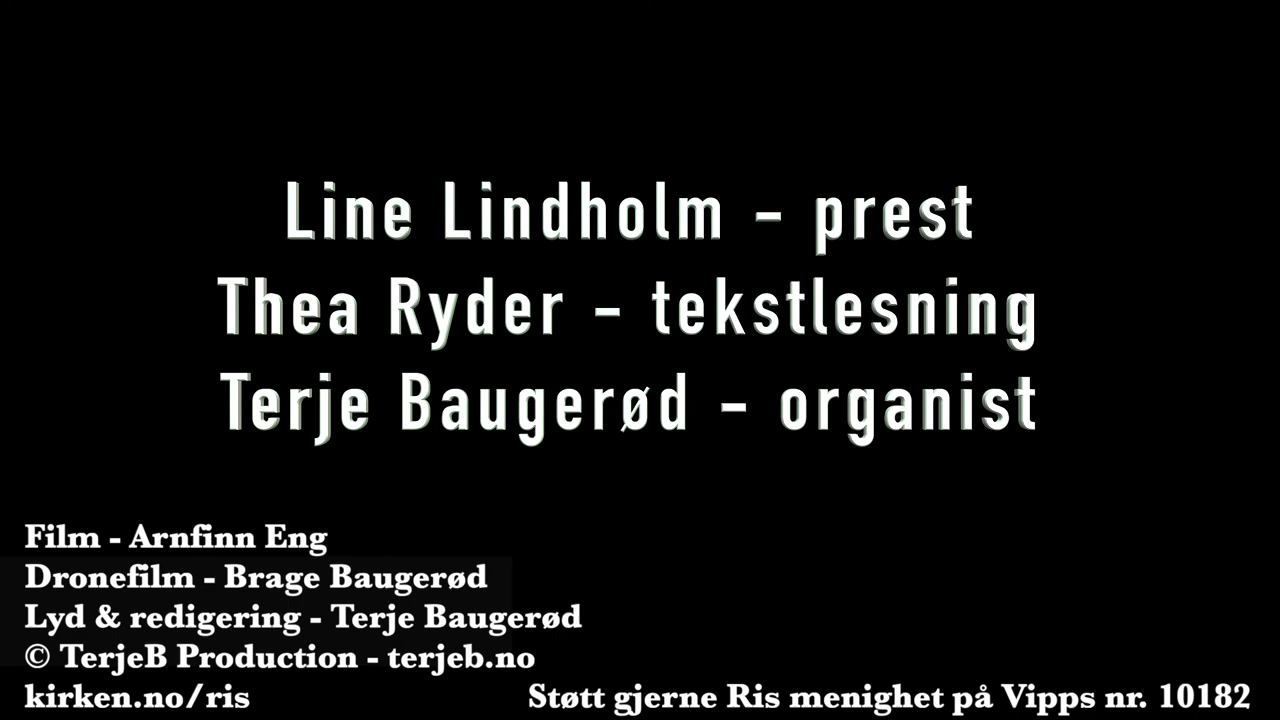 Line Lindholm - prest
Thea Ryder - tekstlesning
Terje Baugerød - organist
Film - Arnfinn Eng
Dronefilm - Brage Baugerød
Lyd & redigering - Terje Baugerød
© TerjeB Production - terjeb.no
kirken.no/ris
Støtt gjerne Ris menighet på Vipps nr. 10182